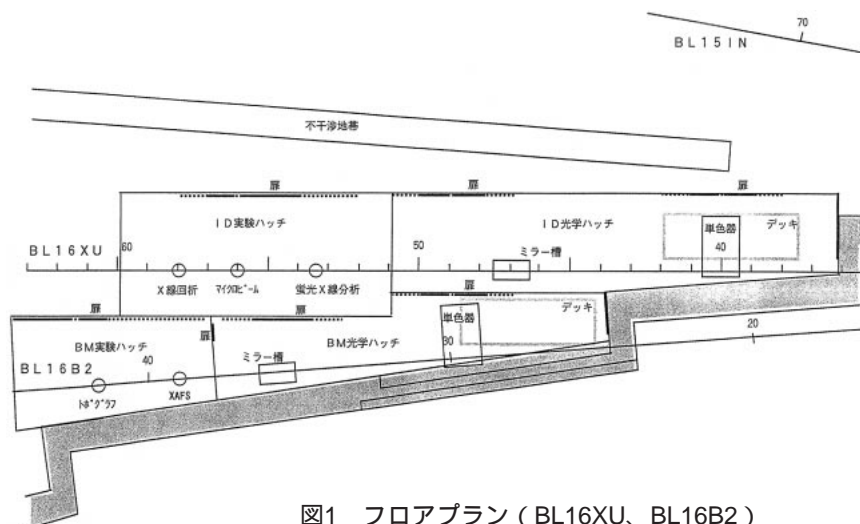 70
BL15IN
不干渉地帯
扉
扉
扉
ID実験ハッチ
ID光学ハッチ
単色器
デッキ
BL16XU
60
50
ミラー槽
40
X線回折
マイクロビーム
蛍光X線分析
扉
扉
扉
扉
単色器
デッキ
BM実験ハッチ
BM光学ハッチ
20
BL16B2
40
ミラー槽
30
トポグラフ
XAFS
図1 フロアプラン(BL16XU、BL16B2)